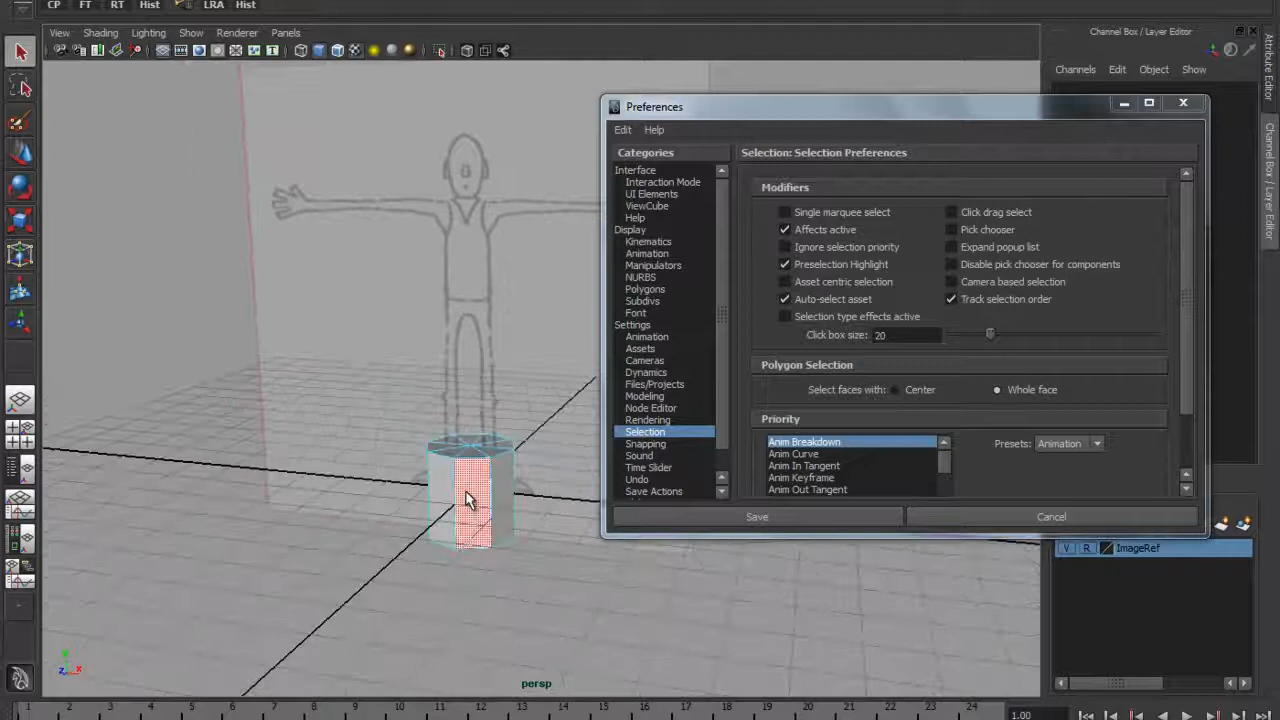 CP FT RT Hist LRA Hist
View Shading Lighting Show Renderer Panels
Channel Box / Layer Editor
Channels Edit Object Show
Attribute Editor
Channel Box / Layer Editor
Preferences
Edit Help
Categories
Interface
Interaction Mode
UI Elements
ViewCube
Help
Display
Kinematics
Animation
Manipulators
NURBS
Polygons
Subdivs
Font
Settings
Animation
Assets
Cameras
Dynamics
Files/Projects
Modeling
Node Editor
Rendering
Selection
Snapping
Sound
Time Slider
Undo
Save Actions
Selection: Selection Preferences
Modifiers
Single marquee select Click drag select
Affects active Pick chooser
Ignore selection priority Expand popup list
Preselection Highlight Disable pick chooser for components
Asset centric selection Camera based selection
Auto-select asset Track selection order
Selection type effects active
Click box size: 20
Polygon Selection
Select faces with: Center Whole face
Priority
Anim Breakdown Presets: Animation
Anim Curve
Anim In Tangent
Anim Keyframe
Anim Out Tangent
Save Cancel
V R ImageRef
persp
z x
1 2 3 4 5 6 7 8 9 10 11 12 13 14 15 16 17 18 19 20 21 22 23 24 1.00